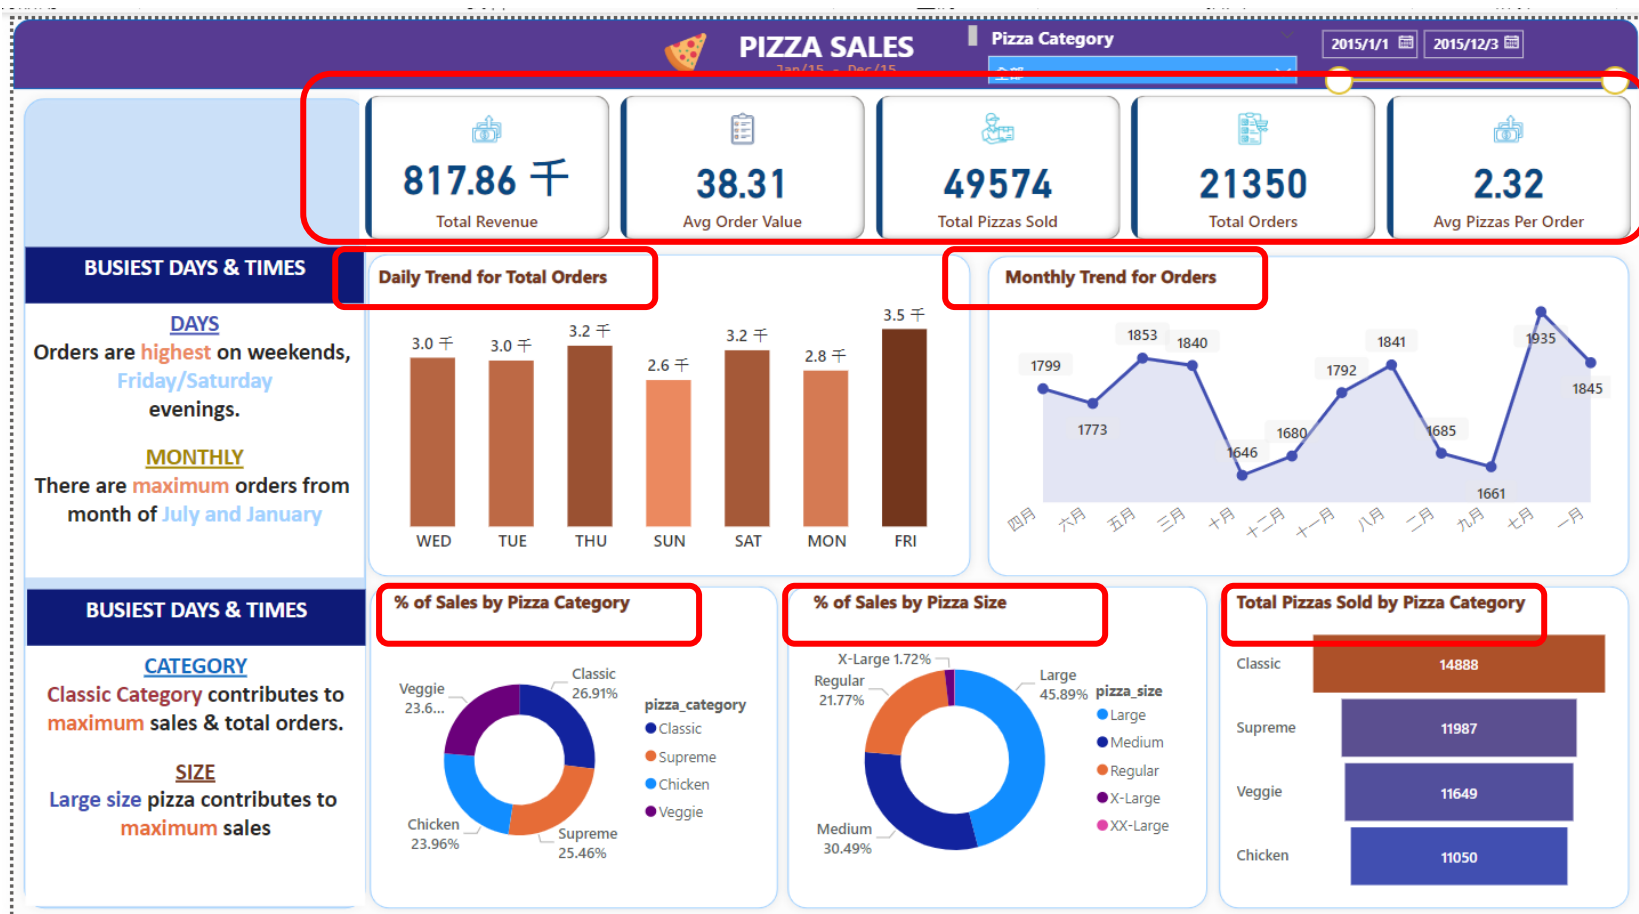 PIZZA SALES
Jan/15 - Dec/15
Pizza Category
全部
2015/1/1
2015/12/3
817.86 千
Total Revenue
38.31
Avg Order Value
49574
Total Pizzas Sold
21350
Total Orders
2.32
Avg Pizzas Per Order
BUSIEST DAYS & TIMES
DAYS
Orders are highest on weekends,
Friday/Saturday
evenings.
MONTHLY
There are maximum orders from
month of July and January
Daily Trend for Total Orders
3.0 千
3.0 千
3.2 千
2.6 千
3.2 千
2.8 千
3.5 千
WED
TUE
THU
SUN
SAT
MON
FRI
Monthly Trend for Orders
1799
1773
1853
1840
1646
1680
1792
1841
1685
1661
1935
1845
四月
六月
五月
三月
十月
十二月
十一月
八月
二月
九月
七月
一月
BUSIEST DAYS & TIMES
CATEGORY
Classic Category contributes to
maximum sales & total orders.
SIZE
Large size pizza contributes to
maximum sales
% of Sales by Pizza Category
Classic
26.91%
Veggie
23.6...
Chicken
23.96%
Supreme
25.46%
pizza_category
Classic
Supreme
Chicken
Veggie
% of Sales by Pizza Size
X-Large 1.72%
Regular
21.77%
Large
45.89%
Medium
30.49%
pizza_size
Large
Medium
Regular
X-Large
XX-Large
Total Pizzas Sold by Pizza Category
Classic
14888
Supreme
11987
Veggie
11649
Chicken
11050